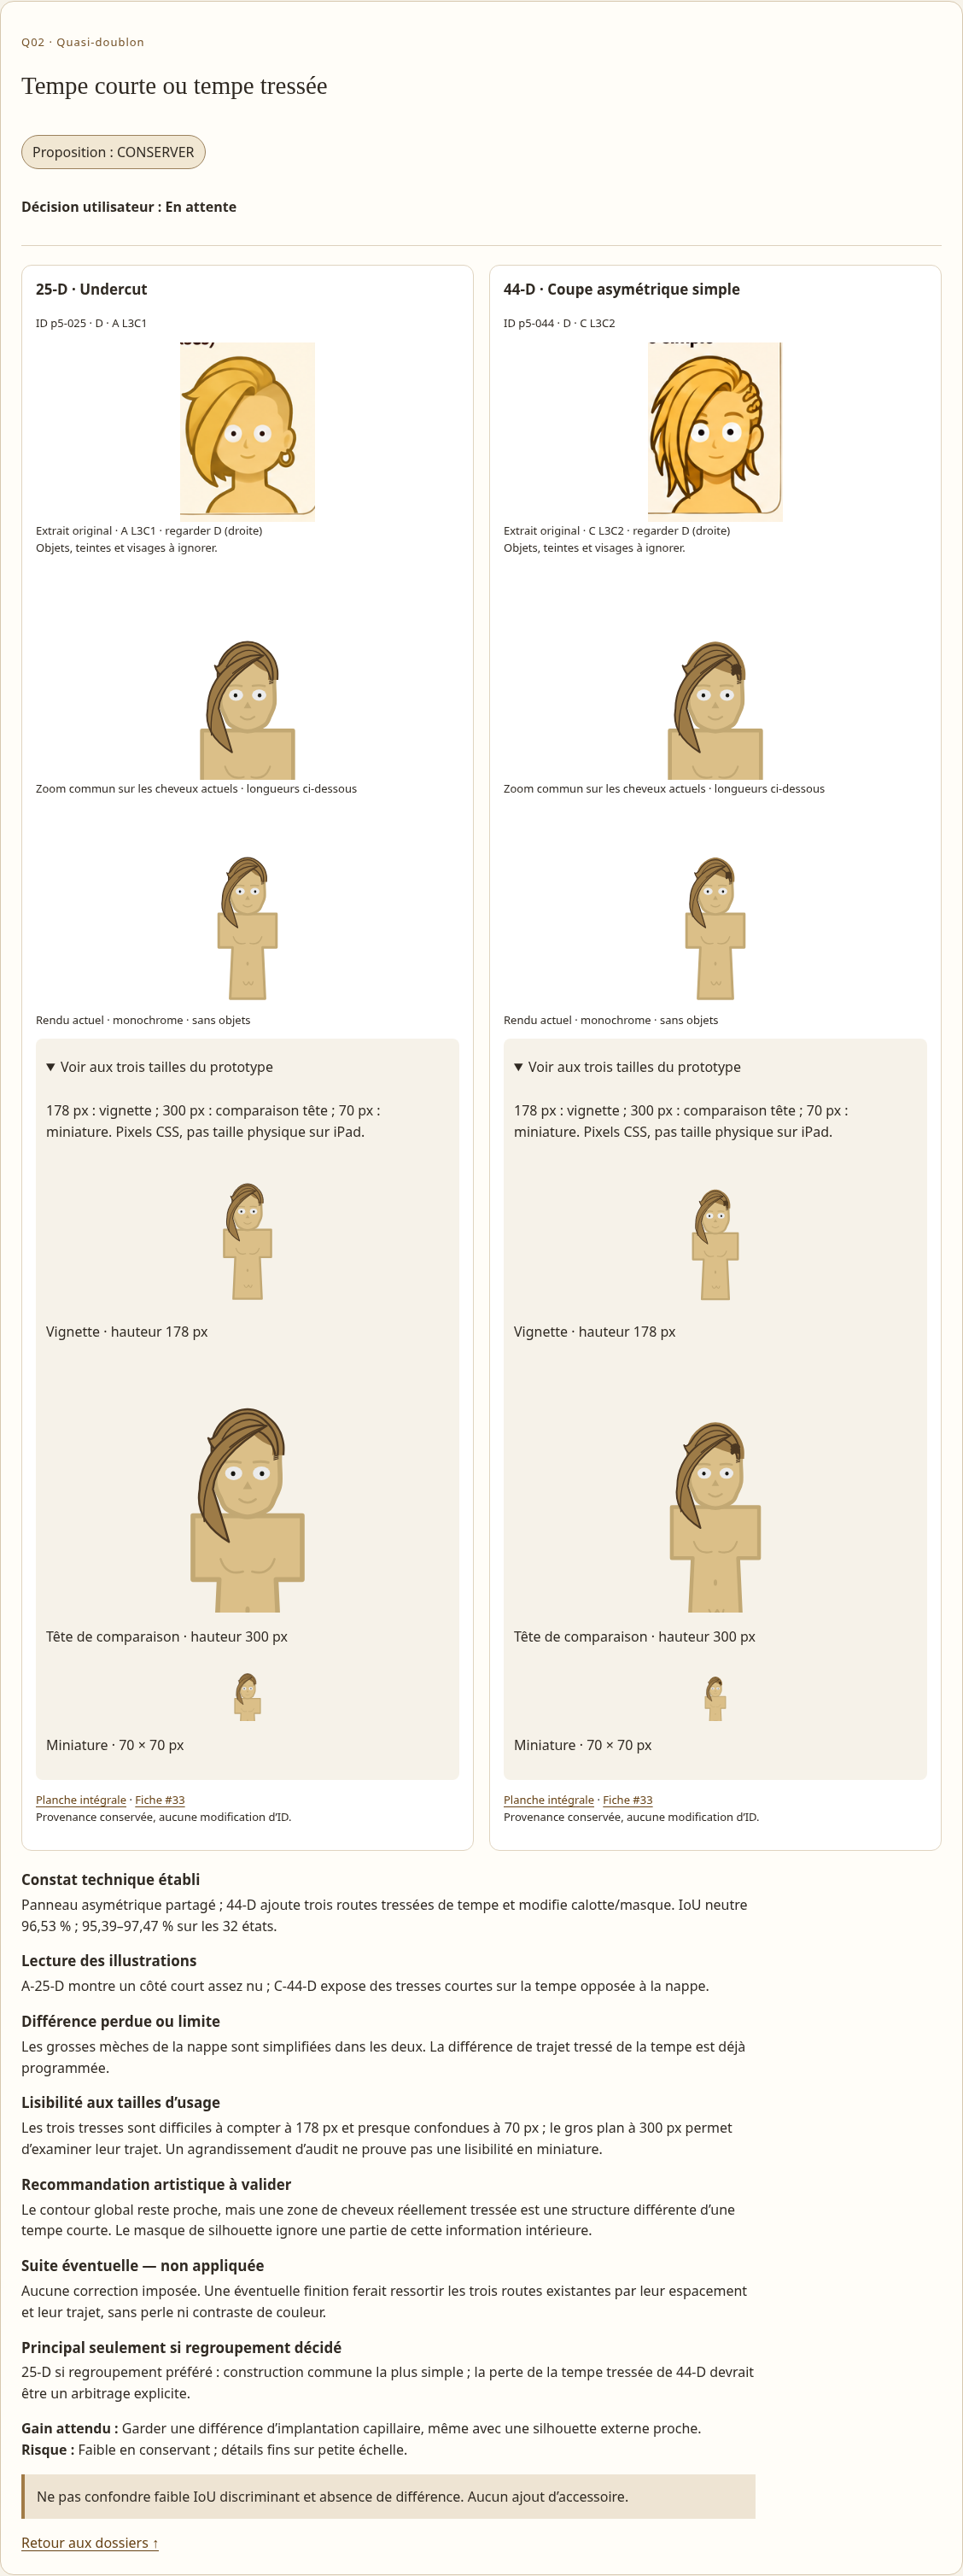 Q02 · Quasi-doublon
Tempe courte ou tempe tressée
Proposition : CONSERVER
Décision utilisateur : En attente
25-D · Undercut
ID p5-025 · D · A L3C1
Extrait original · A L3C1 · regarder D (droite)
Objets, teintes et visages à ignorer.
Zoom commun sur les cheveux actuels · longueurs ci-dessous
Rendu actuel · monochrome · sans objets
▼ Voir aux trois tailles du prototype
178 px : vignette ; 300 px : comparaison tête ; 70 px :
miniature. Pixels CSS, pas taille physique sur iPad.
Vignette · hauteur 178 px
Tête de comparaison · hauteur 300 px
Miniature · 70 × 70 px
Planche intégrale · Fiche #33
Provenance conservée, aucune modification d’ID.
44-D · Coupe asymétrique simple
ID p5-044 · D · C L3C2
Extrait original · C L3C2 · regarder D (droite)
Objets, teintes et visages à ignorer.
Zoom commun sur les cheveux actuels · longueurs ci-dessous
Rendu actuel · monochrome · sans objets
▼ Voir aux trois tailles du prototype
178 px : vignette ; 300 px : comparaison tête ; 70 px :
miniature. Pixels CSS, pas taille physique sur iPad.
Vignette · hauteur 178 px
Tête de comparaison · hauteur 300 px
Miniature · 70 × 70 px
Planche intégrale · Fiche #33
Provenance conservée, aucune modification d’ID.
Constat technique établi
Panneau asymétrique partagé ; 44-D ajoute trois routes tressées de tempe et modifie calotte/masque. IoU neutre
96,53 % ; 95,39–97,47 % sur les 32 états.
Lecture des illustrations
A-25-D montre un côté court assez nu ; C-44-D expose des tresses courtes sur la tempe opposée à la nappe.
Différence perdue ou limite
Les grosses mèches de la nappe sont simplifiées dans les deux. La différence de trajet tressé de la tempe est déjà
programmée.
Lisibilité aux tailles d’usage
Les trois tresses sont difficiles à compter à 178 px et presque confondues à 70 px ; le gros plan à 300 px permet
d’examiner leur trajet. Un agrandissement d’audit ne prouve pas une lisibilité en miniature.
Recommandation artistique à valider
Le contour global reste proche, mais une zone de cheveux réellement tressée est une structure différente d’une
tempe courte. Le masque de silhouette ignore une partie de cette information intérieure.
Suite éventuelle — non appliquée
Aucune correction imposée. Une éventuelle finition ferait ressortir les trois routes existantes par leur espacement
et leur trajet, sans perle ni contraste de couleur.
Principal seulement si regroupement décidé
25-D si regroupement préféré : construction commune la plus simple ; la perte de la tempe tressée de 44-D devrait
être un arbitrage explicite.
Gain attendu : Garder une différence d’implantation capillaire, même avec une silhouette externe proche.
Risque : Faible en conservant ; détails fins sur petite échelle.
Ne pas confondre faible IoU discriminant et absence de différence. Aucun ajout d’accessoire.
Retour aux dossiers ↑